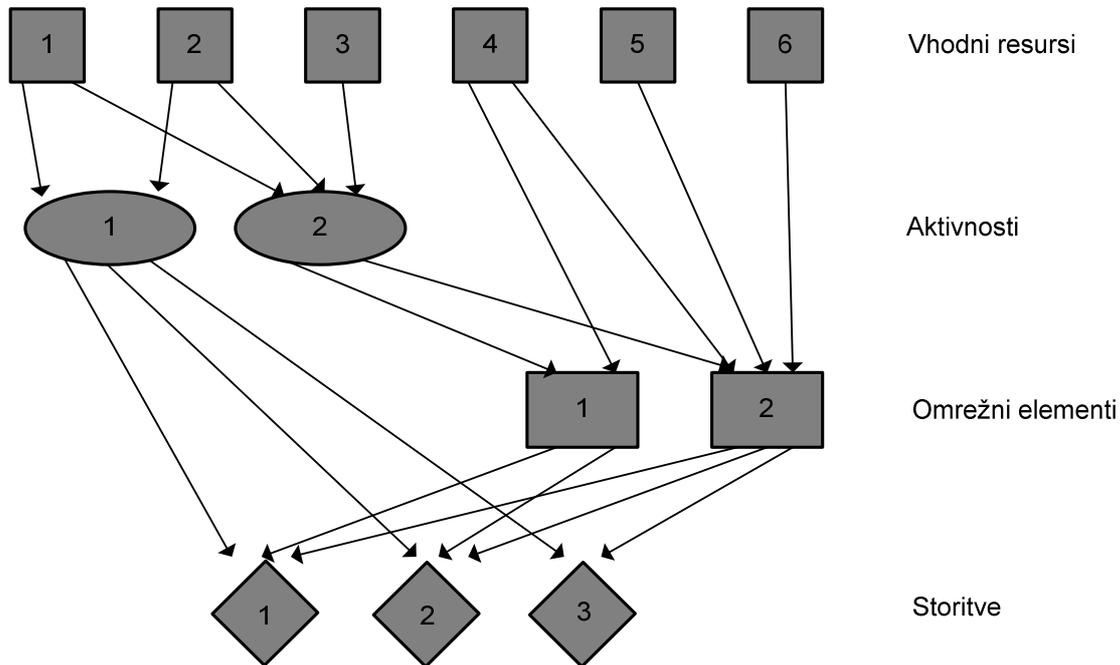 1 2 3 4 5 6 Vhodni resursi
1 2 Aktivnosti
1 2 Omrežni elementi
1 2 3 Storitve